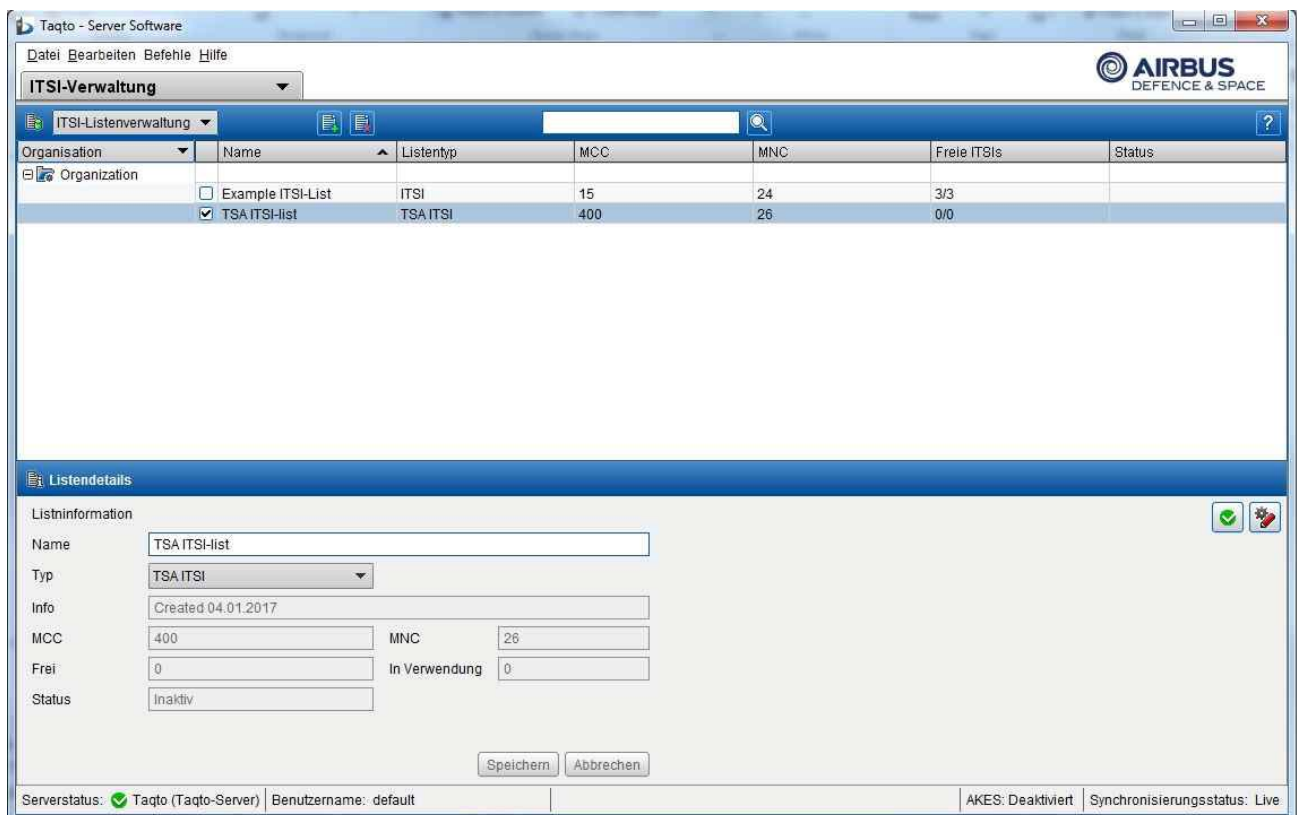 Taqto - Server Software
Datei Bearbeiten Befehle Hilfe
AIRBUS
DEFENCE & SPACE
ITSI-Verwaltung
ITSI-Listenverwaltung ?
Organisation Name Listentyp MCC MNC Freie ITSIs Status
Organization
Example ITSI-List ITSI 15 24 3/3
TSA ITSI-list TSA ITSI 400 26 0/0
Listendetails
Listninformation
Name TSA ITSI-list
Typ TSA ITSI
Info Created 04.01.2017
MCC 400 MNC 26
Frei 0 In Verwendung 0
Status Inaktiv
Speichern Abbrechen
Serverstatus: Taqto (Taqto-Server) Benutzername: default AKES: Deaktiviert Synchronisierungsstatus: Live